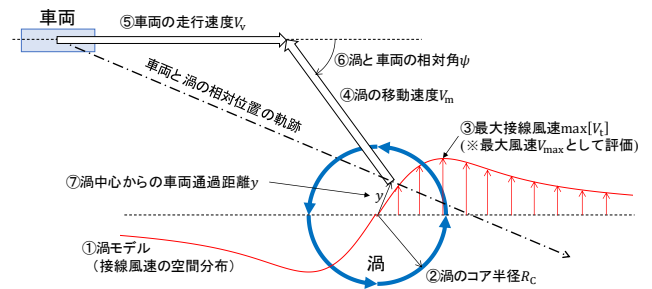 車両
⑤車両の走行速度Vv
⑥渦と車両の相対角ψ
車両と渦の相対位置の軌跡
④渦の移動速度Vm
③最大接線風速max[Vt]
(※最大風速Vmaxとして評価)
⑦渦中心からの車両通過距離y
y
①渦モデル
（接線風速の空間分布）
渦
②渦のコア半径RC